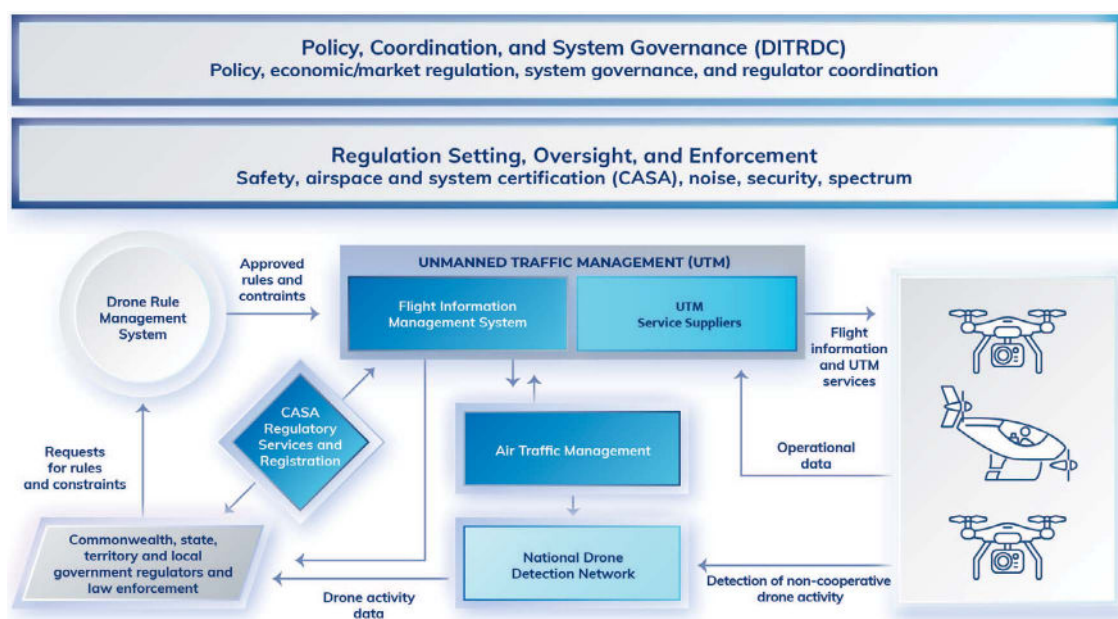 Policy, Coordination, and System Governance (DITRDC)
Policy, economic/market regulation, system governance, and regulator coordination
Regulation Setting, Oversight, and Enforcement
Safety, airspace and system certification (CASA), noise, security, spectrum
Drone Rule
Management
System
Approved
rules and
contraints
UNMANNED TRAFFIC MANAGEMENT (UTM)
Flight Information
Management System
UTM
Service Suppliers
Flight
information
and UTM
services
CASA
Regulatory
Services and
Registration
Air Traffic Management
Operational
data
Requests
for rules
and constraints
Commonwealth, state,
territory and local
government regulators and
law enforcement
National Drone
Detection Network
Drone activity
data
Detection of non-cooperative
drone activity